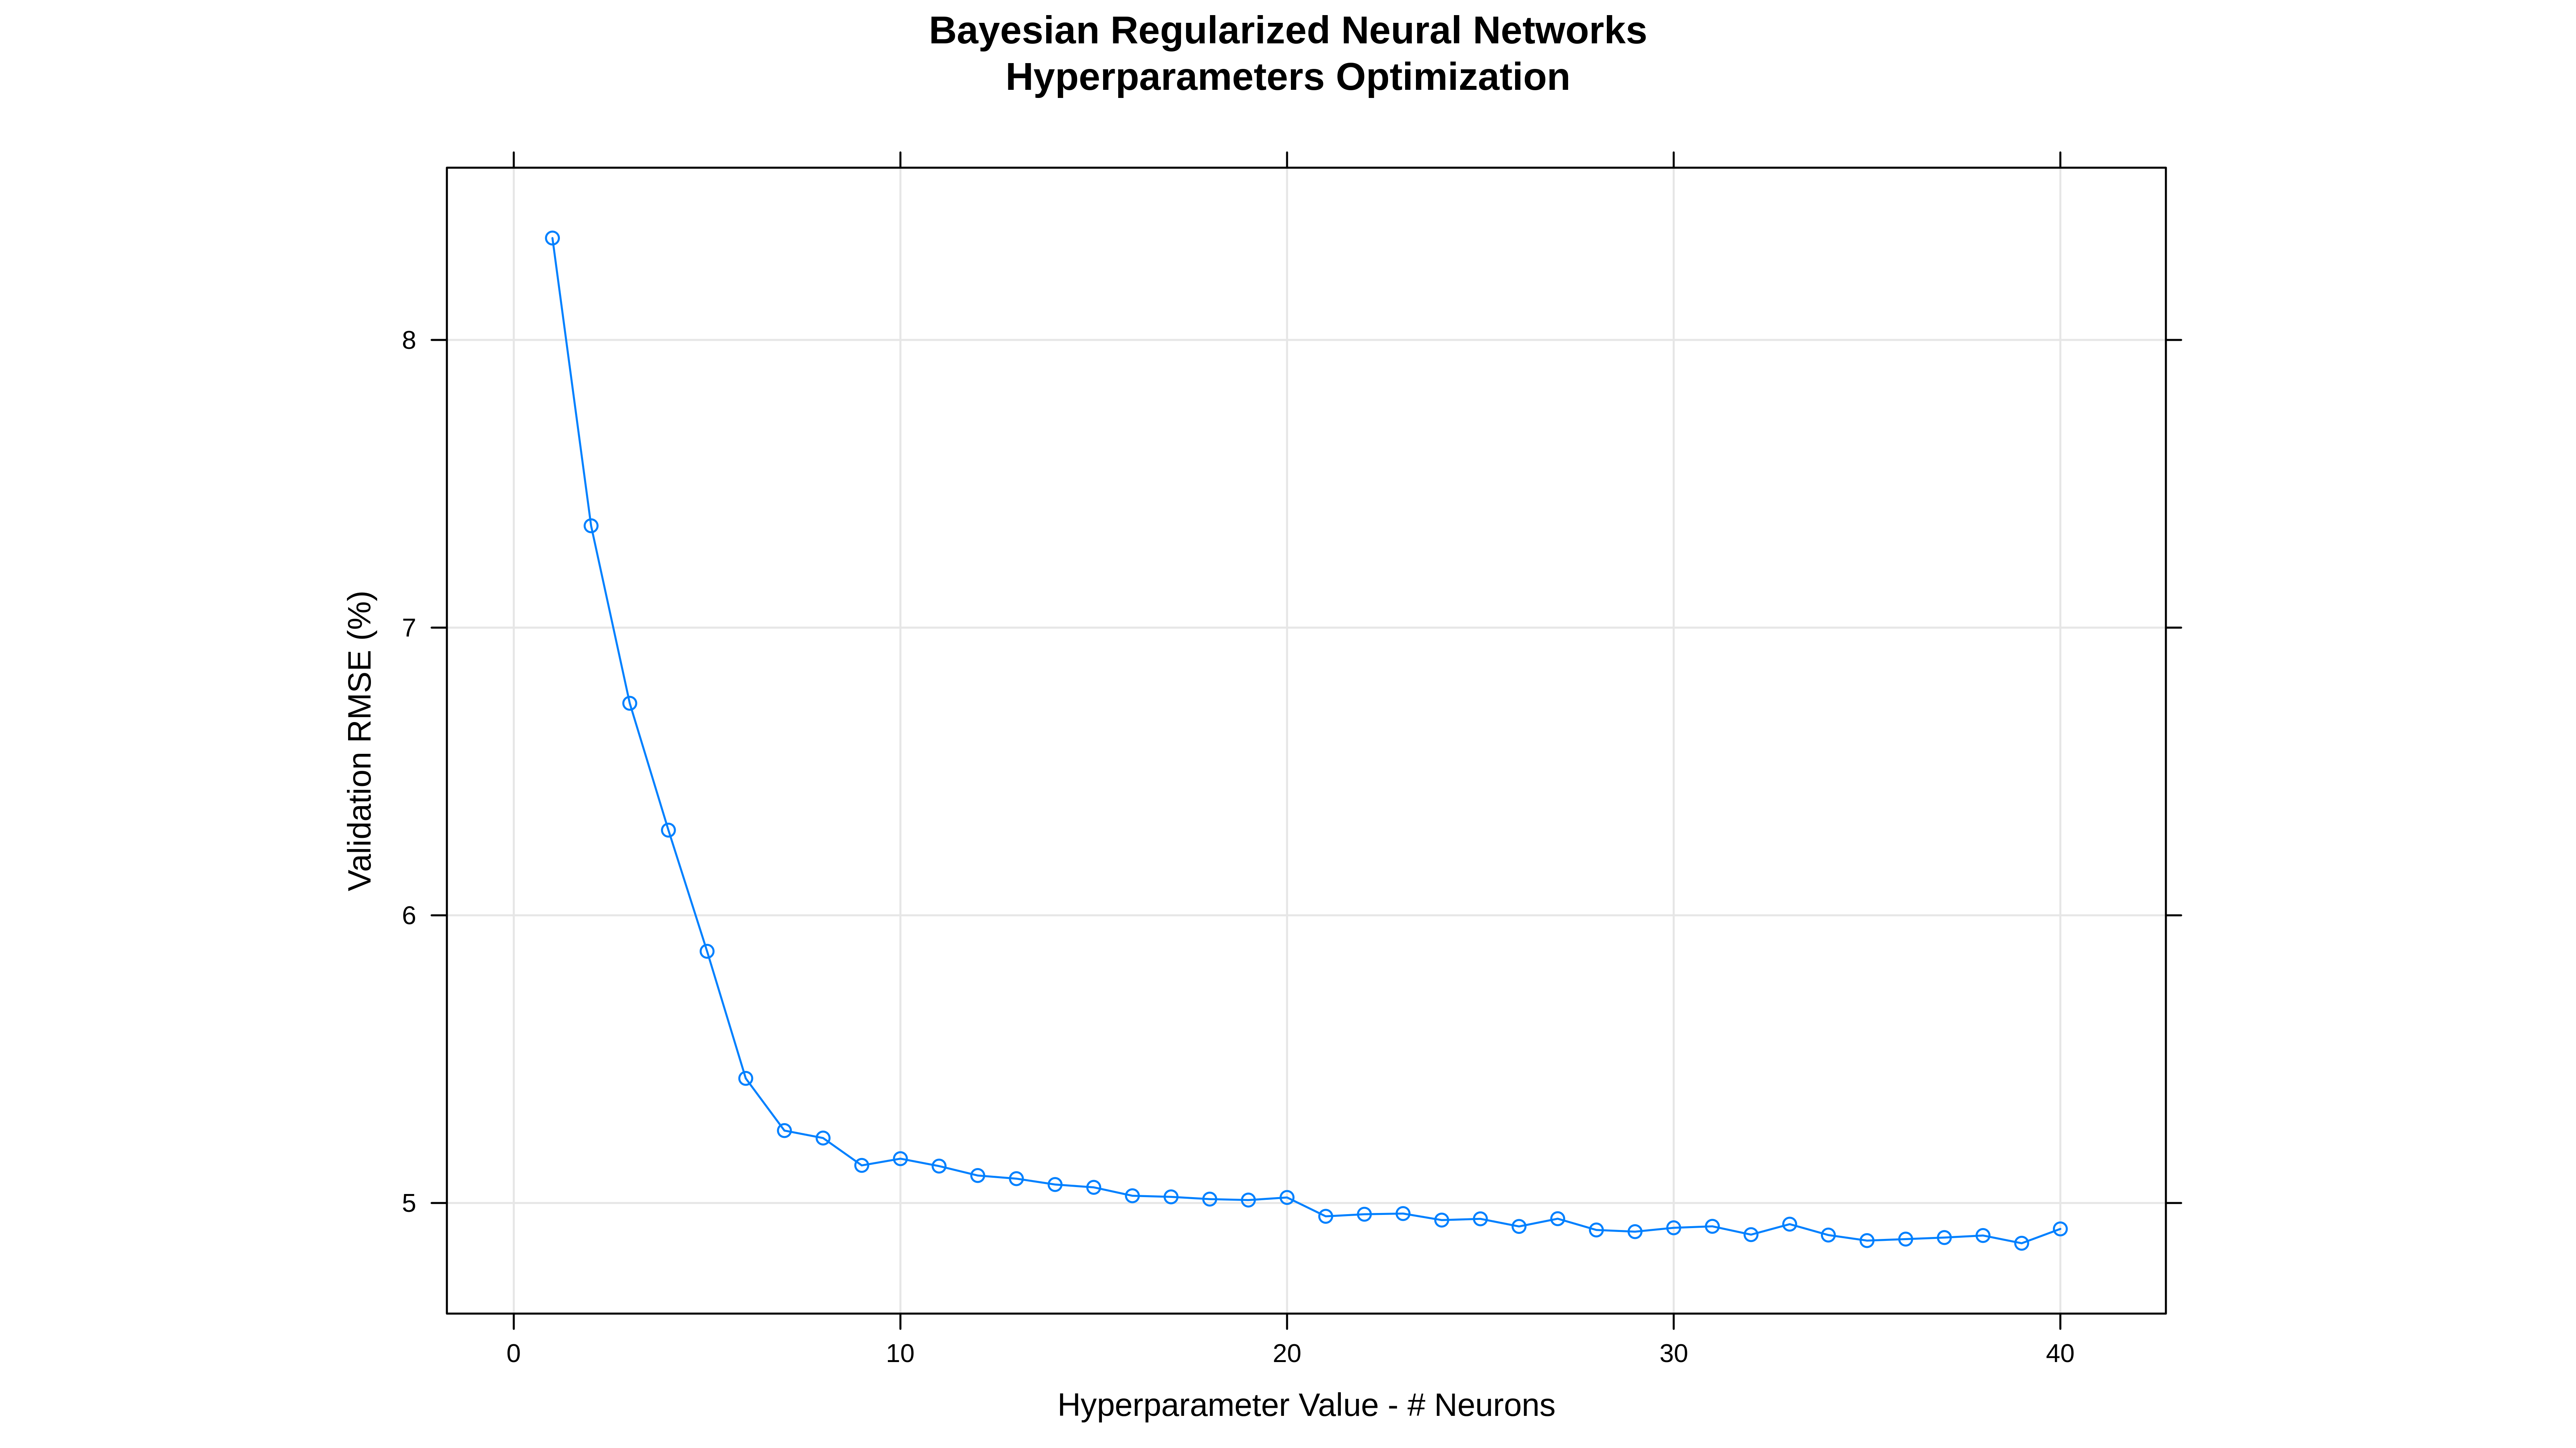 Bayesian Regularized Neural Networks
Hyperparameters Optimization
8
7
6
5
Validation RMSE (%)
0 10 20 30 40
Hyperparameter Value - # Neurons